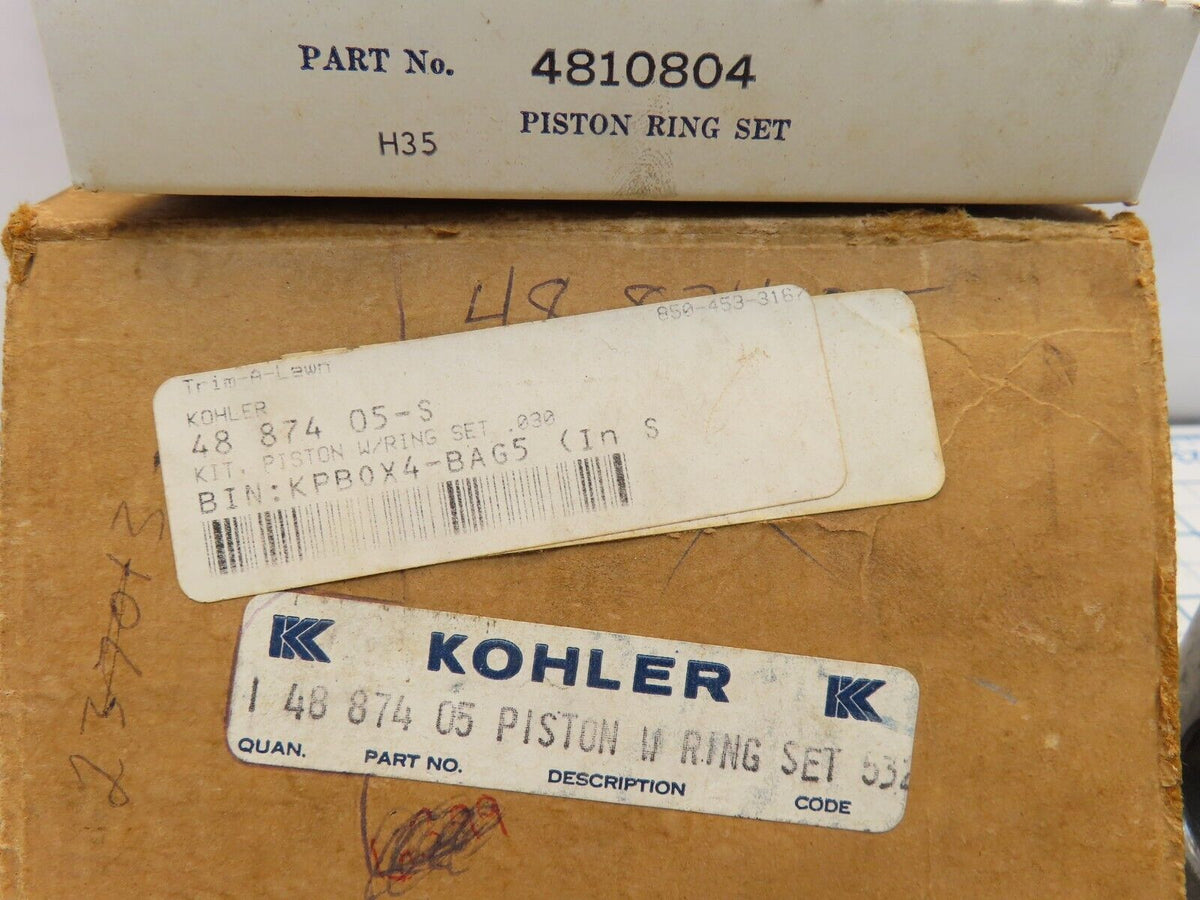 PART No. 4810804
PISTON RING SET
H35
48 874
850-453-3167
Trim-A-Lawn
KOHLER
48 874 05-S
KIT, PISTON W/RING SET .030
BIN:KPBOX4-BAG5 (In S
KOHLER
1 48 874 05 PISTON W RING SET 532
QUAN. PART NO. DESCRIPTION CODE